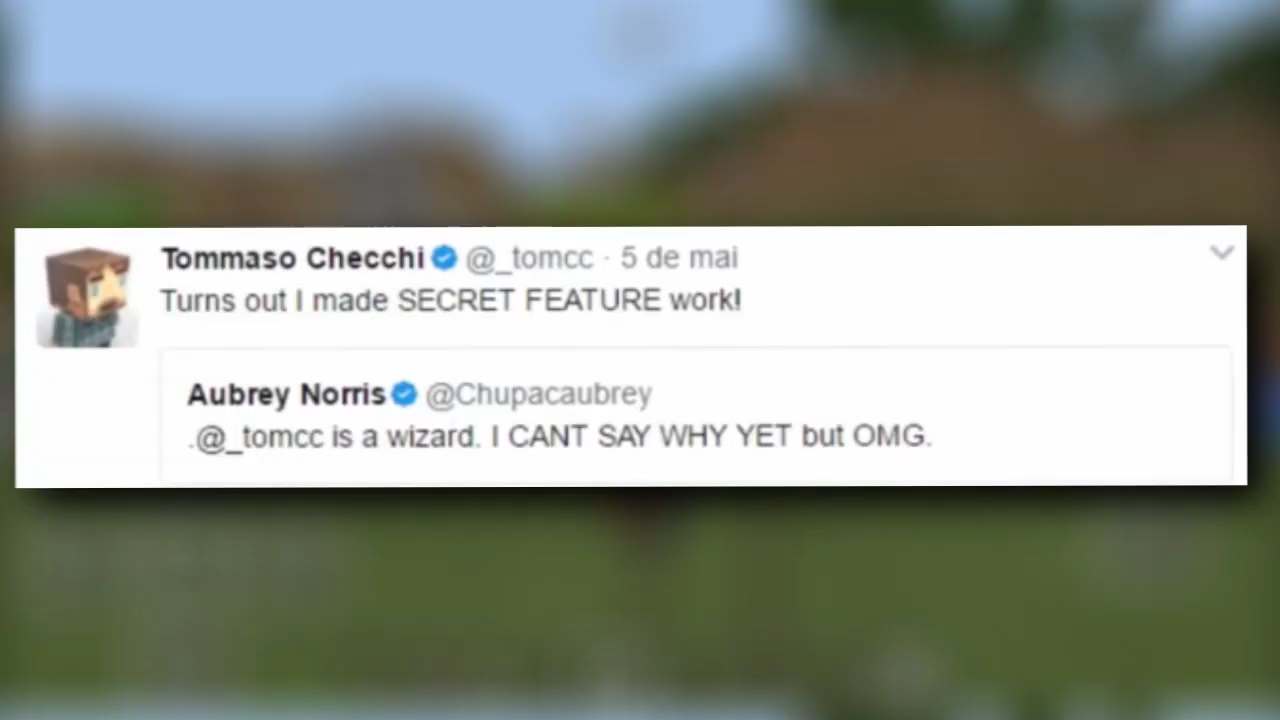 Tommaso Checchi @_tomcc · 5 de mai
Turns out I made SECRET FEATURE work!
Aubrey Norris @Chupacaubrey
.@_tomcc is a wizard. I CANT SAY WHY YET but OMG.